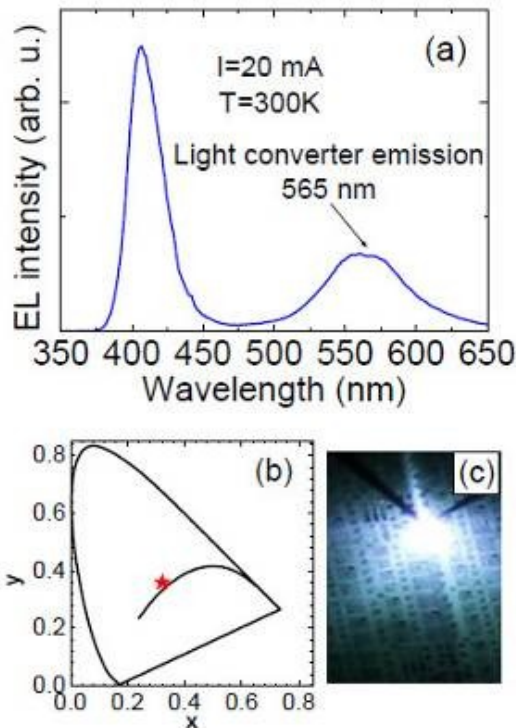 (a)
I=20 mA
T=300K
Light converter emission
565 nm
EL intensity (arb. u.)
350 400 450 500 550 600 650
Wavelength (nm)
(b)
(c)
0.8
0.6
0.4
0.2
0.0
y
0.0 0.2 0.4 0.6 0.8
x